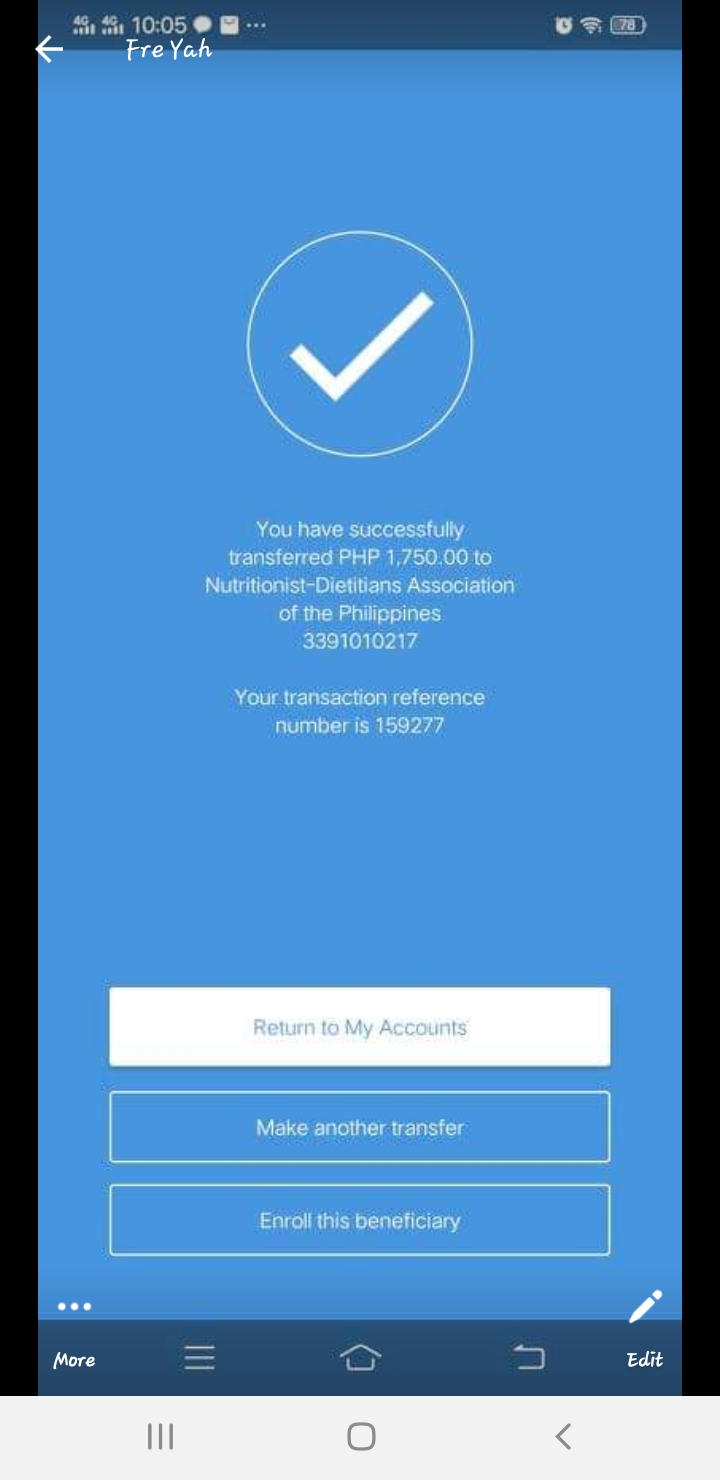 4G 4G 10:05 78
Fre Yah
You have successfully
transferred PHP 1,750.00 to
Nutritionist-Dietitians Association
of the Philippines
3391010217
Your transaction reference
number is 159277
Return to My Accounts
Make another transfer
Enroll this beneficiary
More Edit